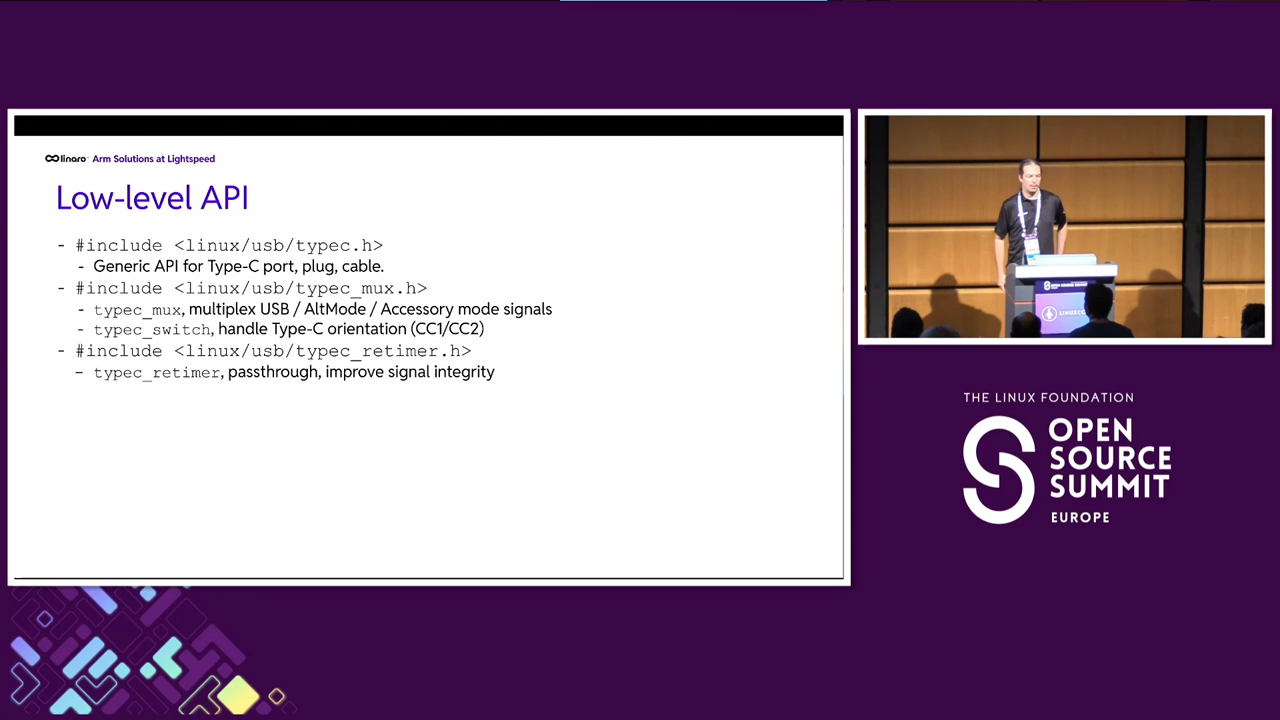 linaro Arm Solutions at Lightspeed
Low-level API
- #include <linux/usb/typec.h>
- Generic API for Type-C port, plug, cable.
- #include <linux/usb/typec_mux.h>
- typec_mux, multiplex USB / AltMode / Accessory mode signals
- typec_switch, handle Type-C orientation (CC1/CC2)
- #include <linux/usb/typec_retimer.h>
- typec_retimer, passthrough, improve signal integrity
THE LINUX FOUNDATION
OPEN
SOURCE
SUMMIT
EUROPE